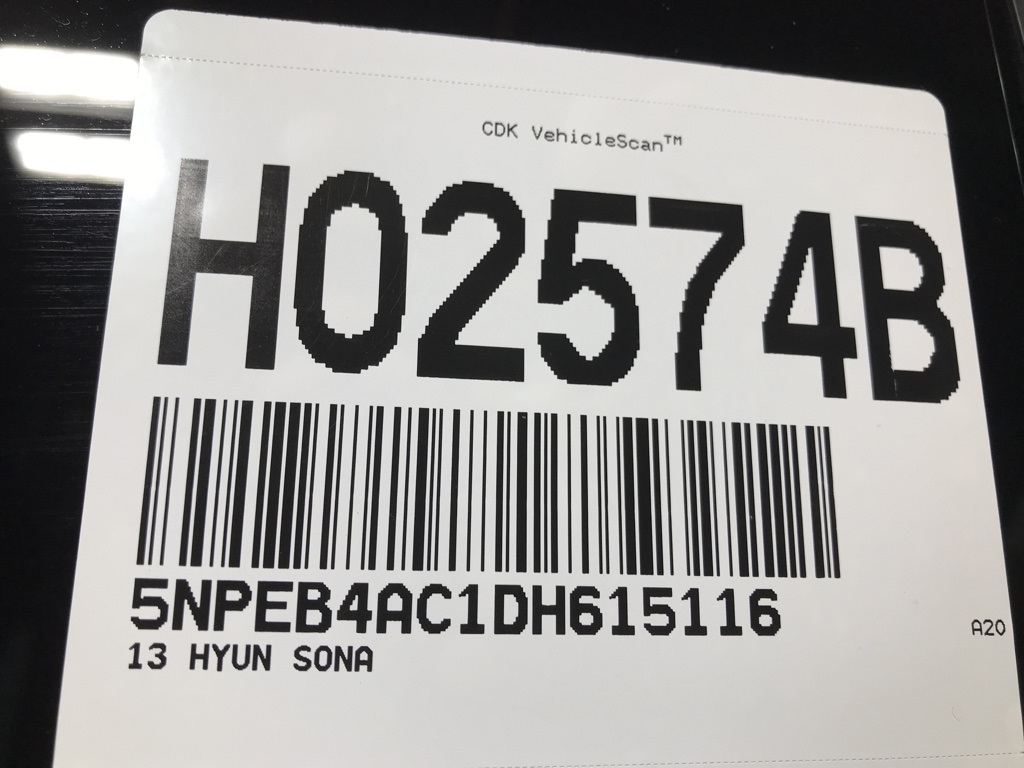 CDK VehicleScan™
H02574B
5NPEB4AC1DH615116
A20
13 HYUN SONA